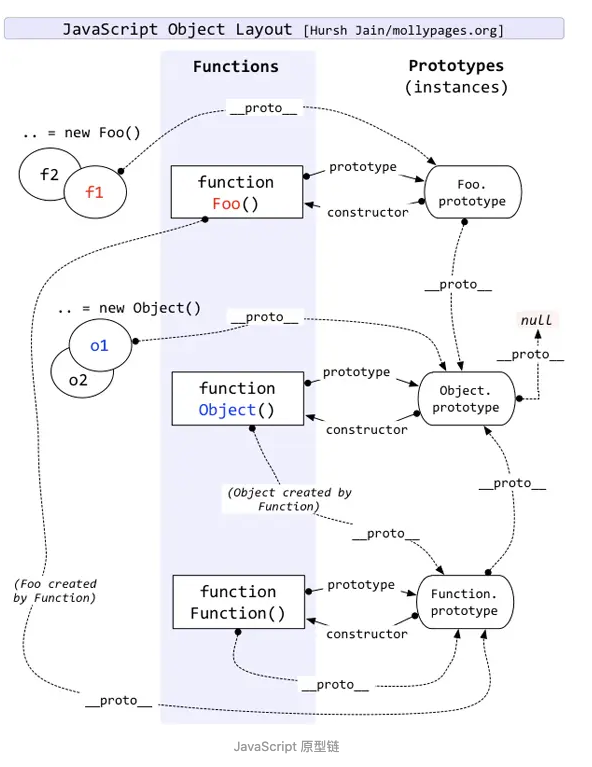 JavaScript Object Layout [Hursh Jain/mollypages.org]
Functions
Prototypes
(instances)
__proto__
.. = new Foo()
f2
f1
function
Foo()
prototype
constructor
Foo.
prototype
__proto__
.. = new Object()
__proto__
null
__proto__
o1
o2
function
Object()
prototype
constructor
Object.
prototype
(Object created by
Function)
__proto__
__proto__
(Foo created
by Function)
function
Function()
prototype
constructor
Function.
prototype
__proto__
__proto__
JavaScript 原型链